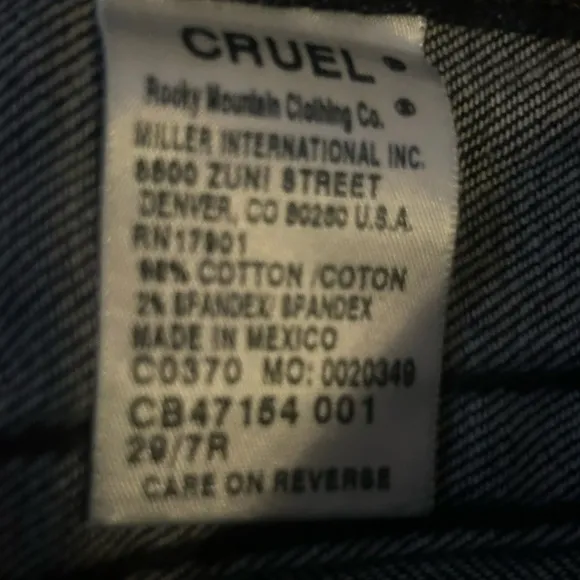 CRUEL ®
Rocky Mountain Clothing Co. ®
MILLER INTERNATIONAL INC.
8500 ZUNI STREET
DENVER, CO 80260 U.S.A.
RN17901
98% COTTON /COTON
2% SPANDEX/ SPANDEX
MADE IN MEXICO
C0370 MO: 0020349
CB47154 001
29/7R
CARE ON REVERSE